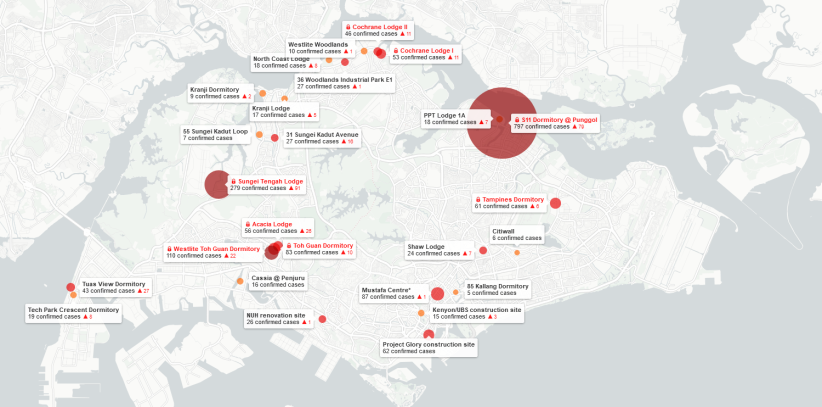 Cochrane Lodge II
46 confirmed cases ▲ 11
Westlite Woodlands
10 confirmed cases ▲ 1
Cochrane Lodge I
53 confirmed cases ▲ 11
North Coast Lodge
18 confirmed cases
36 Woodlands Industrial Park E1
27 confirmed cases ▲ 1
Kranji Dormitory
9 confirmed cases ▲ 2
Kranji Lodge
17 confirmed cases ▲ 5
PPT Lodge 1A
18 confirmed cases ▲ 7
S11 Dormitory @ Punggol
797 confirmed cases ▲ 79
55 Sungei Kadut Loop
7 confirmed cases
31 Sungei Kadut Avenue
27 confirmed cases ▲ 16
Sungei Tengah Lodge
279 confirmed cases ▲ 91
Tampines Dormitory
61 confirmed cases ▲ 6
Acacia Lodge
56 confirmed cases ▲ 26
Citiwall
6 confirmed cases
Westlite Toh Guan Dormitory
110 confirmed cases ▲ 22
Toh Guan Dormitory
83 confirmed cases ▲ 10
Shaw Lodge
24 confirmed cases ▲ 7
Cassia @ Penjuru
16 confirmed cases
Tuas View Dormitory
43 confirmed cases ▲ 27
Mustafa Centre*
87 confirmed cases ▲ 1
85 Kallang Dormitory
5 confirmed cases
Tech Park Crescent Dormitory
19 confirmed cases ▲
NUH renovation site
26 confirmed cases ▲ 1
Kenyon/UBS construction site
15 confirmed cases ▲ 3
Project Glory construction site
62 confirmed cases